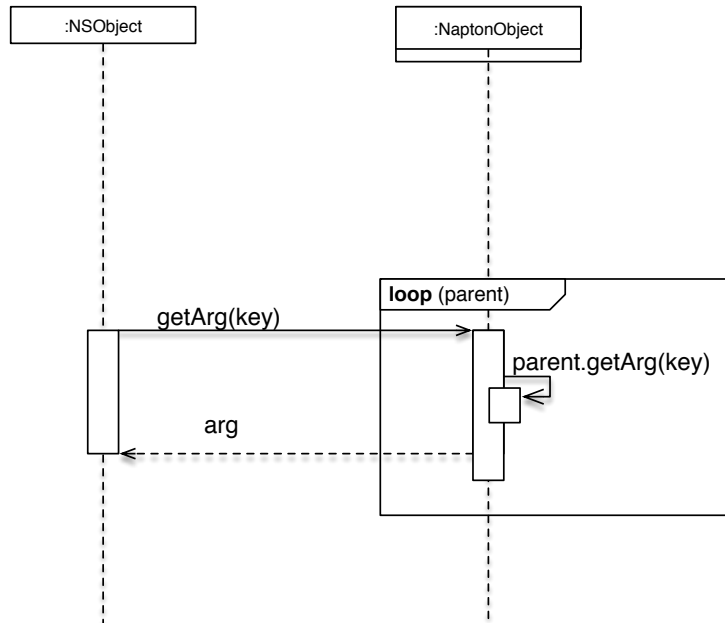 :NSObject
:NaptonObject
loop (parent)
getArg(key)
parent.getArg(key)
arg